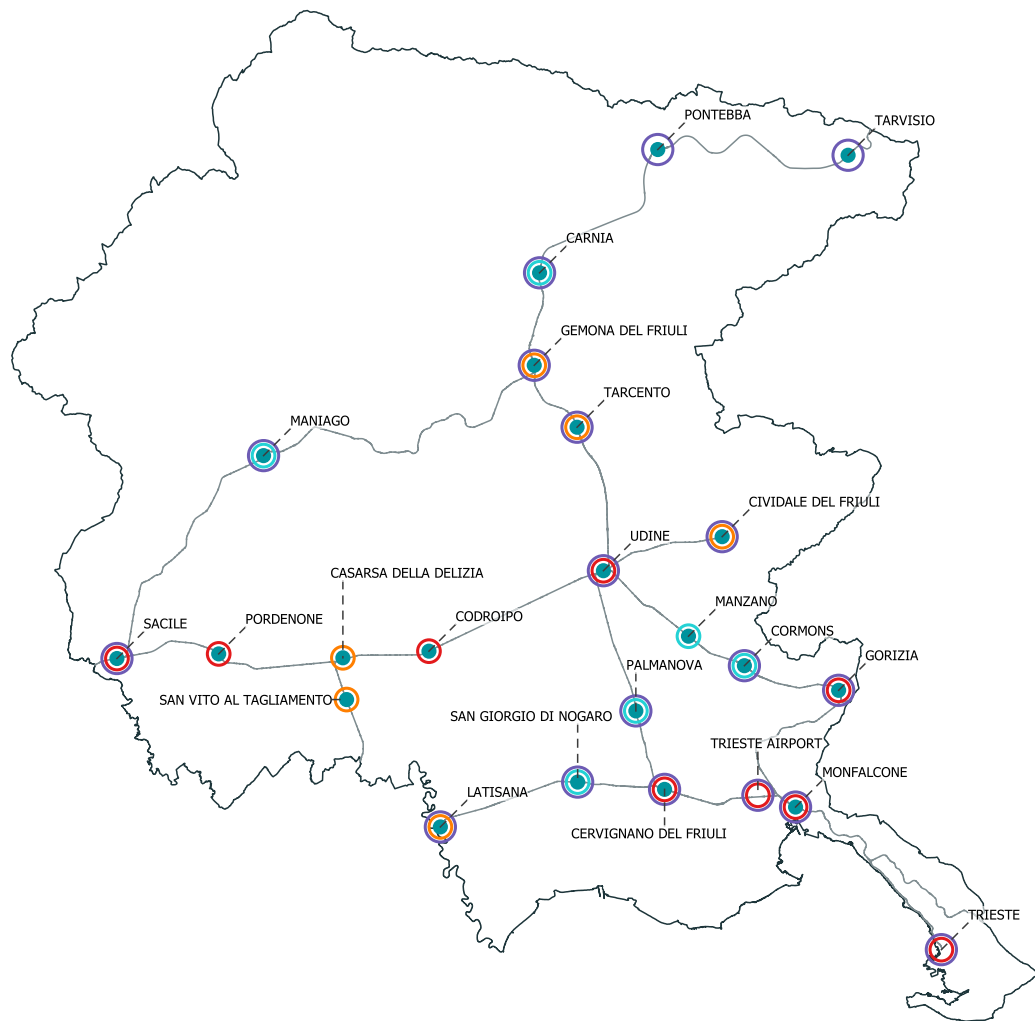 PONTEBBA
TARVISIO
CARNIA
GEMONA DEL FRIULI
TARCENTO
MANIAGO
CIVIDALE DEL FRIULI
UDINE
CASARSA DELLA DELIZIA
MANZANO
CODROIPO
PORDENONE
SACILE
CORMONS
GORIZIA
PALMANOVA
SAN VITO AL TAGLIAMENTO
SAN GIORGIO DI NOGARO
TRIESTE AIRPORT
MONFALCONE
LATISANA
CERVIGNANO DEL FRIULI
TRIESTE